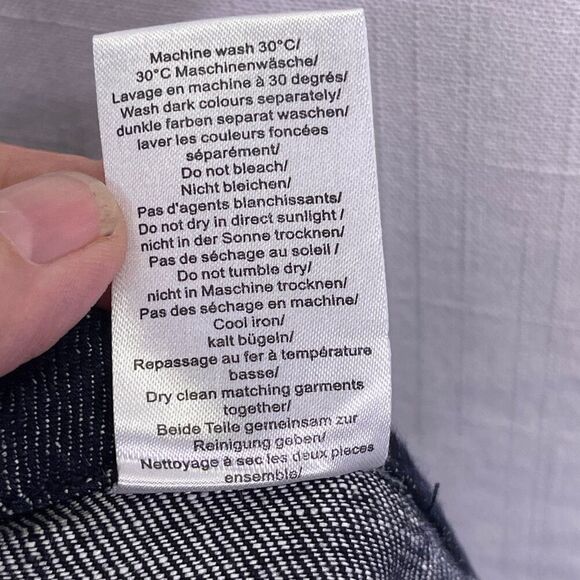 Machine wash 30°C/
30°C Maschinenwäsche/
Lavage en machine à 30 degrés/
Wash dark colours separately/
dunkle farben separat waschen/
laver les couleurs foncées
séparément/
Do not bleach/
Nicht bleichen/
Pas d'agents blanchissants/
Do not dry in direct sunlight /
nicht in der Sonne trocknen/
Pas de séchage au soleil /
Do not tumble dry/
nicht in Maschine trocknen/
Pas des séchage en machine/
Cool iron/
kalt bügeln/
Repassage au fer à température
basse/
Dry clean matching garments
together/
Beide Teile gemeinsam zur
Reinigung geben/
Nettoyage à sec les deux pieces
ensemble/